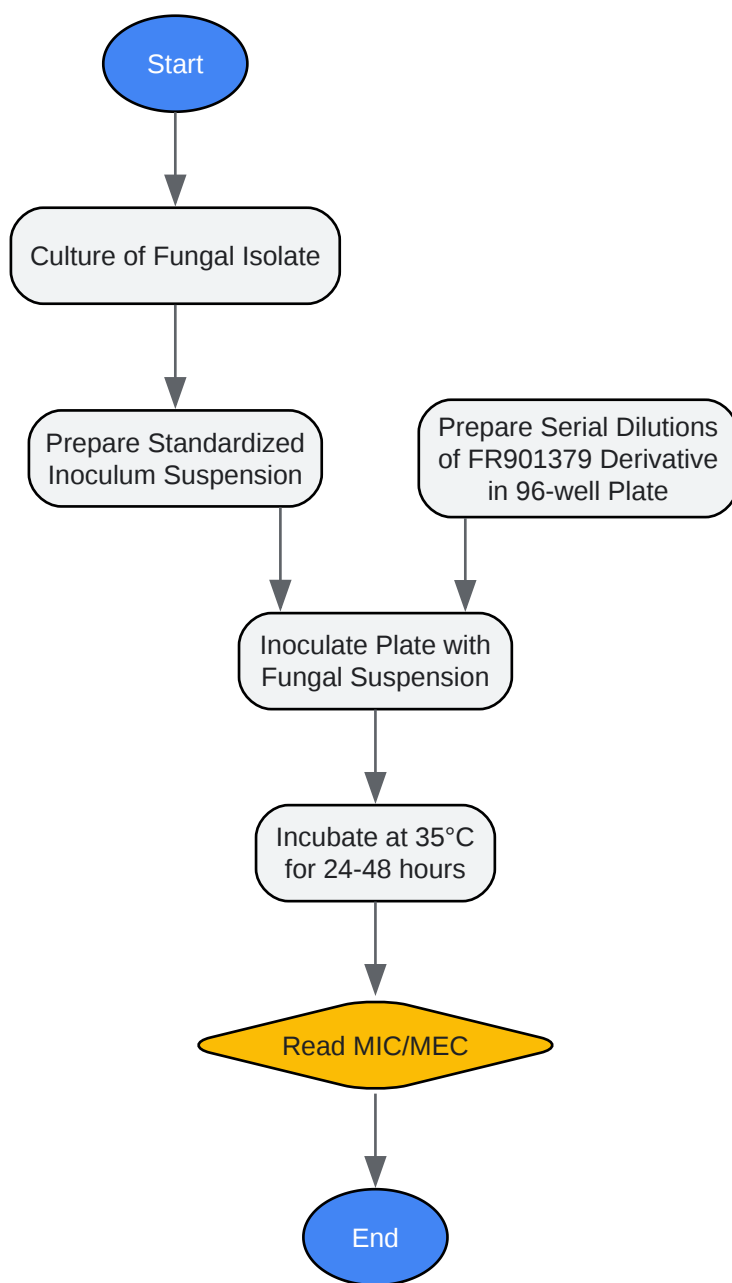 Start
Culture of Fungal Isolate
Prepare Standardized
Inoculum Suspension
Prepare Serial Dilutions
of FR901379 Derivative
in 96-well Plate
Inoculate Plate with
Fungal Suspension
Incubate at 35°C
for 24-48 hours
Read MIC/MEC
End